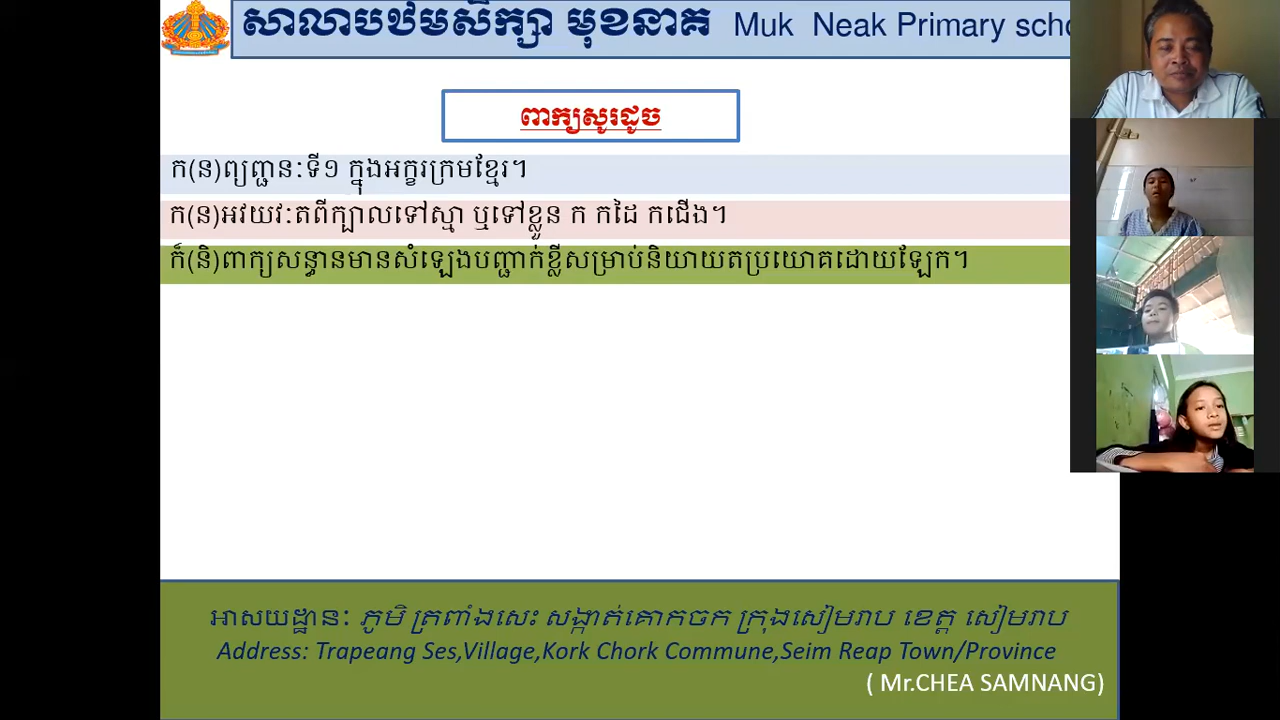 សាលាបឋមសិក្សា មុខនាគ Muk Neak Primary scho
ពាក្យសូរដូច
ក(ន)ព្យញ្ជនៈទី១ ក្នុងអក្ខរក្រមខ្មែរ។
ក(ន)អវយវៈតពីក្បាលទៅស្មា ឬទៅខ្លួន ក កដៃ កជើង។
ក៏(និ)ពាក្យសន្ធានមានសំឡេងបញ្ជាក់ខ្លីសម្រាប់និយាយតប្រយោគដោយឡែក។
អាសយដ្ឋានៈ ភូមិ ត្រពាំងសេះ សង្កាត់គោកចក ក្រុងសៀមរាប ខេត្ត សៀមរាប
Address: Trapeang Ses,Village,Kork Chork Commune,Seim Reap Town/Province
( Mr.CHEA SAMNANG)